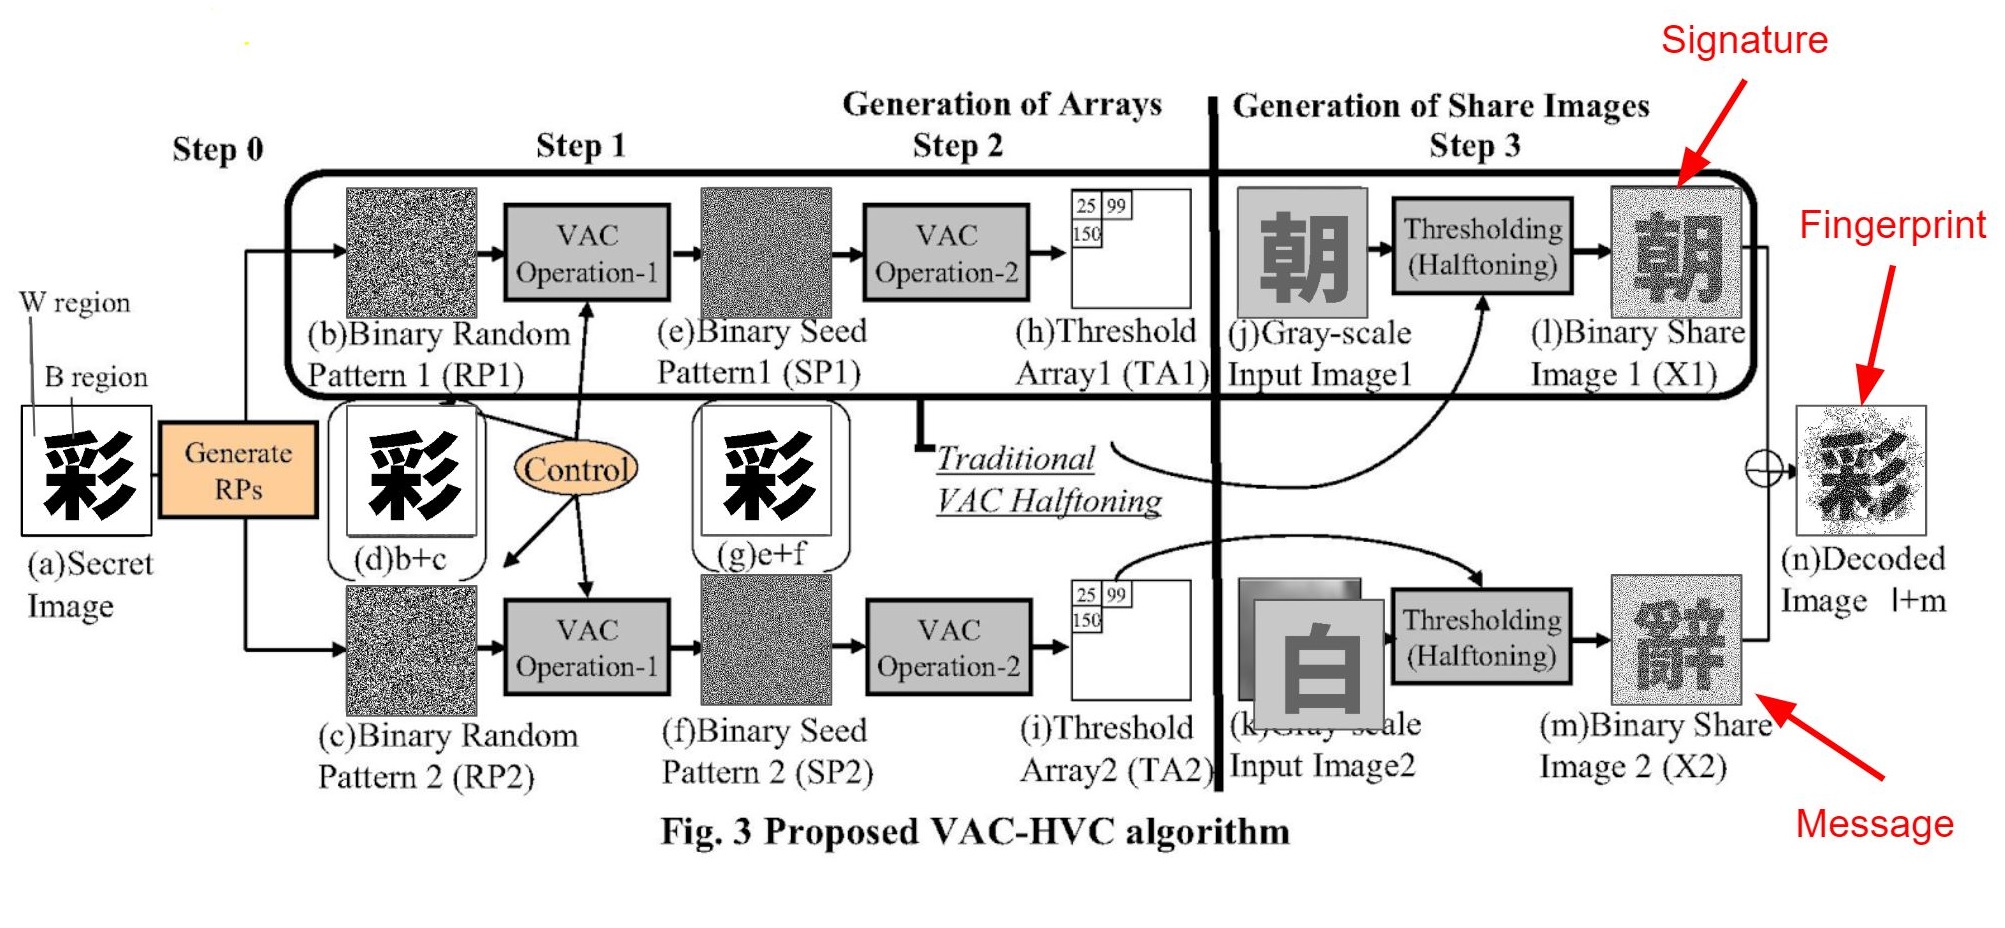 Signature
Generation of Arrays
Generation of Share Images
Step 0
Step 1
Step 2
Step 3
Fingerprint
25 99
150
VAC
Operation-1
VAC
Operation-2
朝
Thresholding
(Halftoning)
朝
W region
B region
(b)Binary Random
Pattern 1 (RP1)
(e)Binary Seed
Pattern1 (SP1)
(h)Threshold
Array1 (TA1)
(j)Gray-scale
Input Image1
(l)Binary Share
Image 1 (X1)
彩
Generate
RPs
彩
Control
彩
Traditional
VAC Halftoning
彩
(a)Secret
Image
(d)b+c
(g)e+f
(n)Decoded
Image l+m
25 99
150
VAC
Operation-1
VAC
Operation-2
白
Thresholding
(Halftoning)
辭
(c)Binary Random
Pattern 2 (RP2)
(f)Binary Seed
Pattern 2 (SP2)
(i)Threshold
Array2 (TA2)
Input Image2
(m)Binary Share
Image 2 (X2)
Message
Fig. 3 Proposed VAC-HVC algorithm